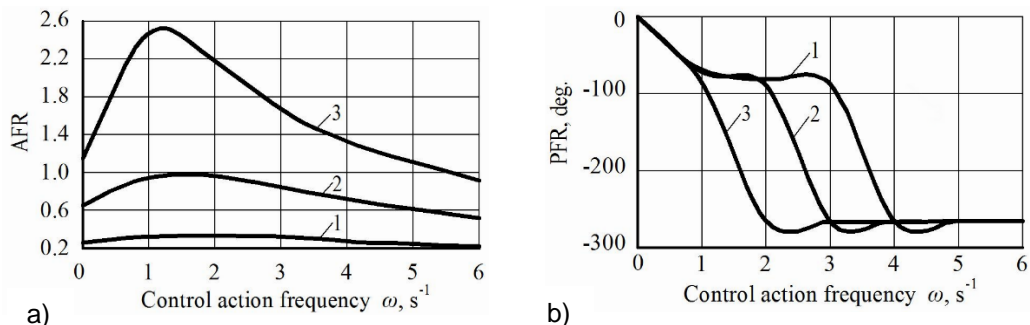 2.6
2.2
1.8
1.4
1.0
0.6
0.2
AFR
3
2
1
0 1 2 3 4 5 6
Control action frequency ω, s⁻¹
a)
0
-100
-200
-300
PFR, deg.
1
3
2
0 1 2 3 4 5 6
Control action frequency ω, s⁻¹
b)